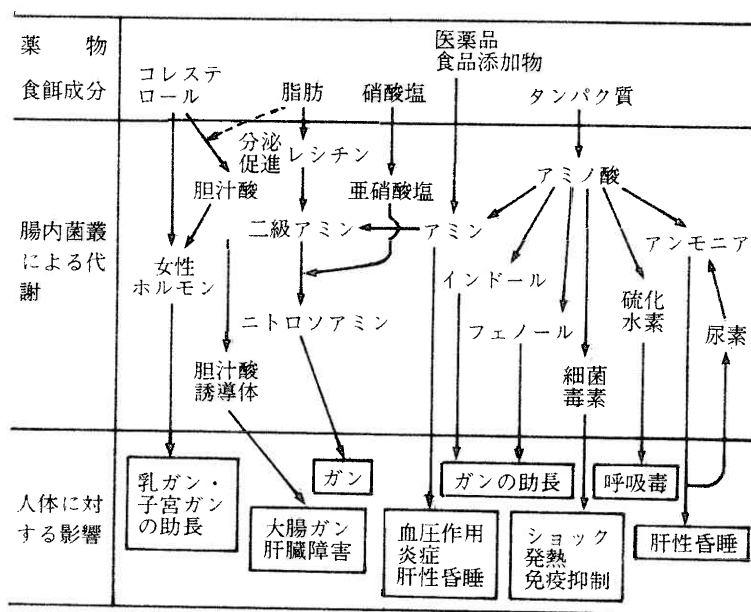 薬物
食餌成分
コレステ
ロール
脂肪
硝酸塩
医薬品
食品添加物
タンパク質
腸内菌叢
による代
謝
分泌
促進
レシチン
胆汁酸
亜硝酸塩
アミノ酸
女性
ホルモン
二級アミン
アミン
アンモニア
インドール
フェノール
硫化
水素
尿素
ニトロソアミン
胆汁酸
誘導体
細菌
毒素
人体に対
する影響
乳ガン・
子宮ガン
の助長
大腸ガン
肝臓障害
ガン
血圧作用
炎症
肝性昏睡
ガンの助長
ショック
発熱
免疫抑制
呼吸毒
肝性昏睡